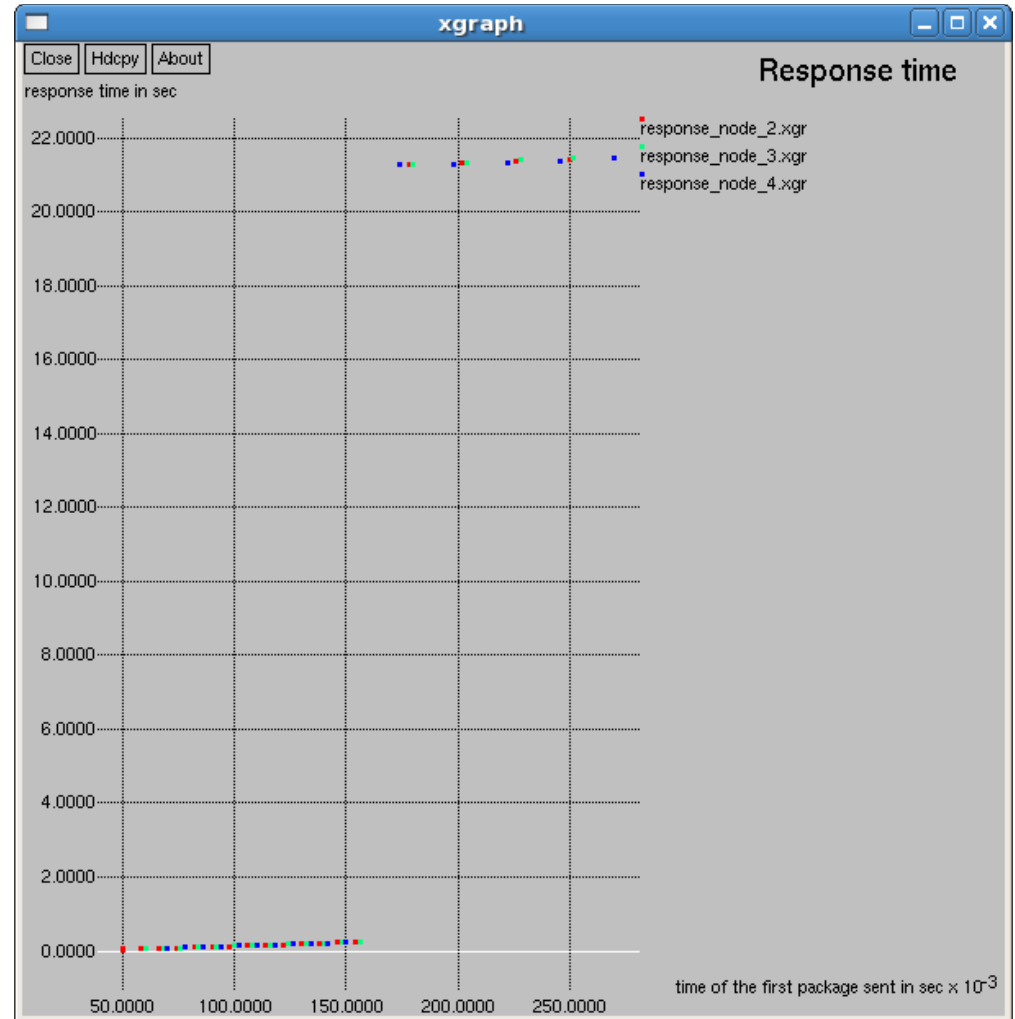 xgraph
Close Hdcpy About
Response time
response time in sec
response_node_2.xgr
22.0000
response_node_3.xgr
response_node_4.xgr
20.0000
18.0000
16.0000
14.0000
12.0000
10.0000
8.0000
6.0000
4.0000
2.0000
0.0000
time of the first package sent in sec x 10-3
50.0000 100.0000 150.0000 200.0000 250.0000